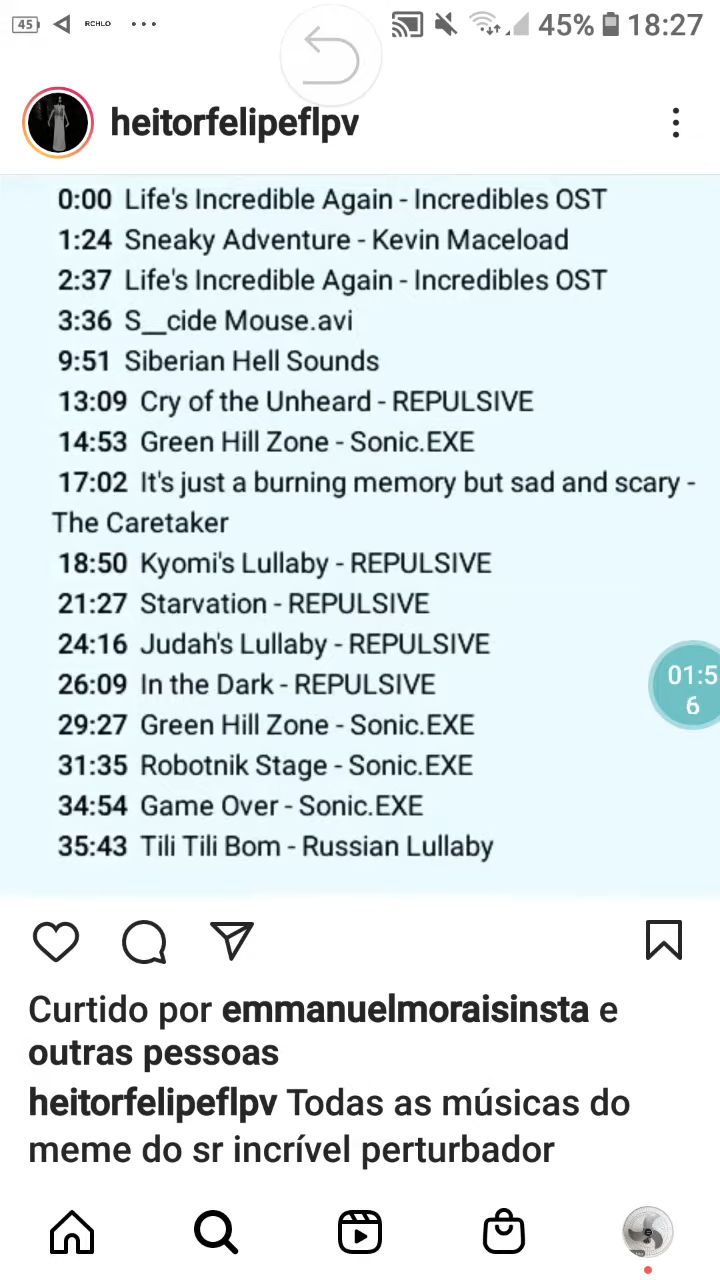 45 RCHLO 45% 18:27
heitorfelipeflpv
0:00 Life's Incredible Again - Incredibles OST
1:24 Sneaky Adventure - Kevin Maceload
2:37 Life's Incredible Again - Incredibles OST
3:36 S__cide Mouse.avi
9:51 Siberian Hell Sounds
13:09 Cry of the Unheard - REPULSIVE
14:53 Green Hill Zone - Sonic.EXE
17:02 It's just a burning memory but sad and scary -
The Caretaker
18:50 Kyomi's Lullaby - REPULSIVE
21:27 Starvation - REPULSIVE
24:16 Judah's Lullaby - REPULSIVE
26:09 In the Dark - REPULSIVE
29:27 Green Hill Zone - Sonic.EXE
31:35 Robotnik Stage - Sonic.EXE
34:54 Game Over - Sonic.EXE
35:43 Tili Tili Bom - Russian Lullaby
01:5
6
Curtido por emmanuelmoraisinsta e
outras pessoas
heitorfelipeflpv Todas as músicas do
meme do sr incrível perturbador